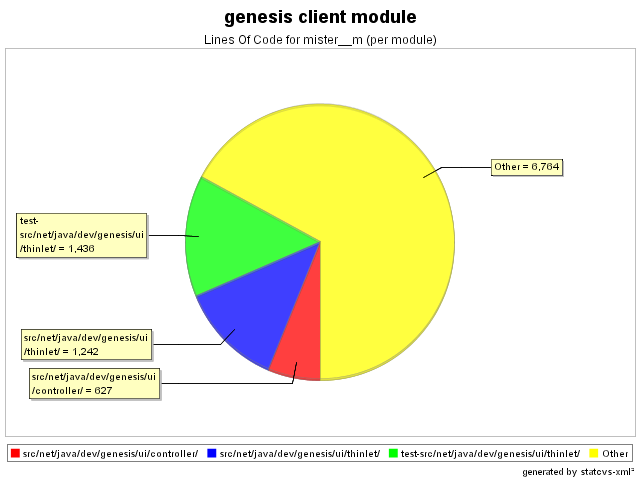 genesis client module
Lines Of Code for mister__m (per module)
Other = 6,764
test-
src/net/java/dev/genesis/ui
/thinlet/ = 1,436
src/net/java/dev/genesis/ui
/thinlet/ = 1,242
src/net/java/dev/genesis/ui
/controller/ = 627
src/net/java/dev/genesis/ui/controller/ src/net/java/dev/genesis/ui/thinlet/ test-src/net/java/dev/genesis/ui/thinlet/ Other
generated by statcvs-xml²